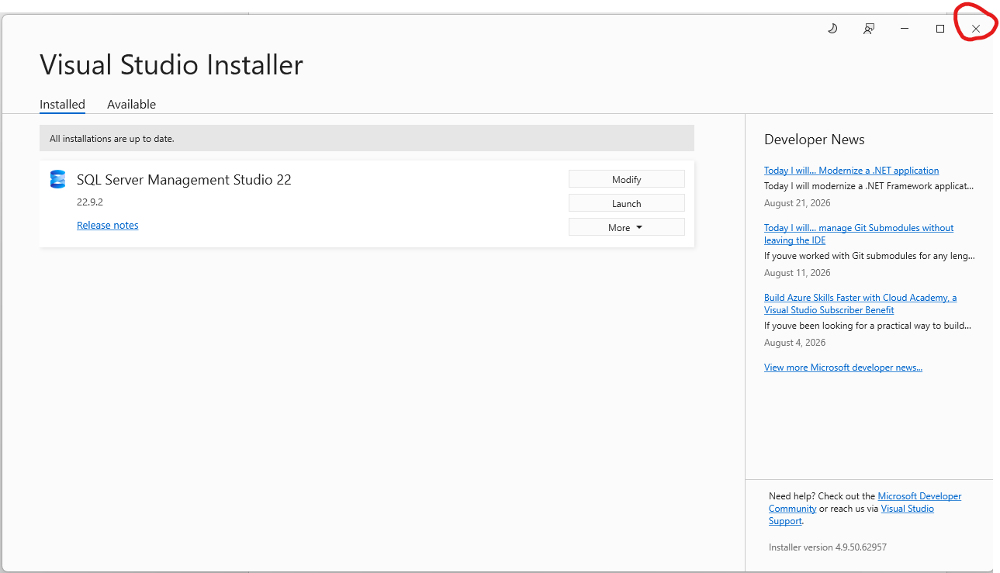 Visual Studio Installer
Installed
Available
All installations are up to date.
SQL Server Management Studio 22
22.9.2
Release notes
Modify
Launch
More
Developer News
Today I will... Modernize a .NET application
Today I will modernize a .NET Framework applicat...
August 21, 2026
Today I will... manage Git Submodules without
leaving the IDE
If youve worked with Git submodules for any leng...
August 11, 2026
Build Azure Skills Faster with Cloud Academy, a
Visual Studio Subscriber Benefit
If youve been looking for a practical way to build...
August 4, 2026
View more Microsoft developer news...
Need help? Check out the Microsoft Developer
Community or reach us via Visual Studio
Support.
Installer version 4.9.50.62957